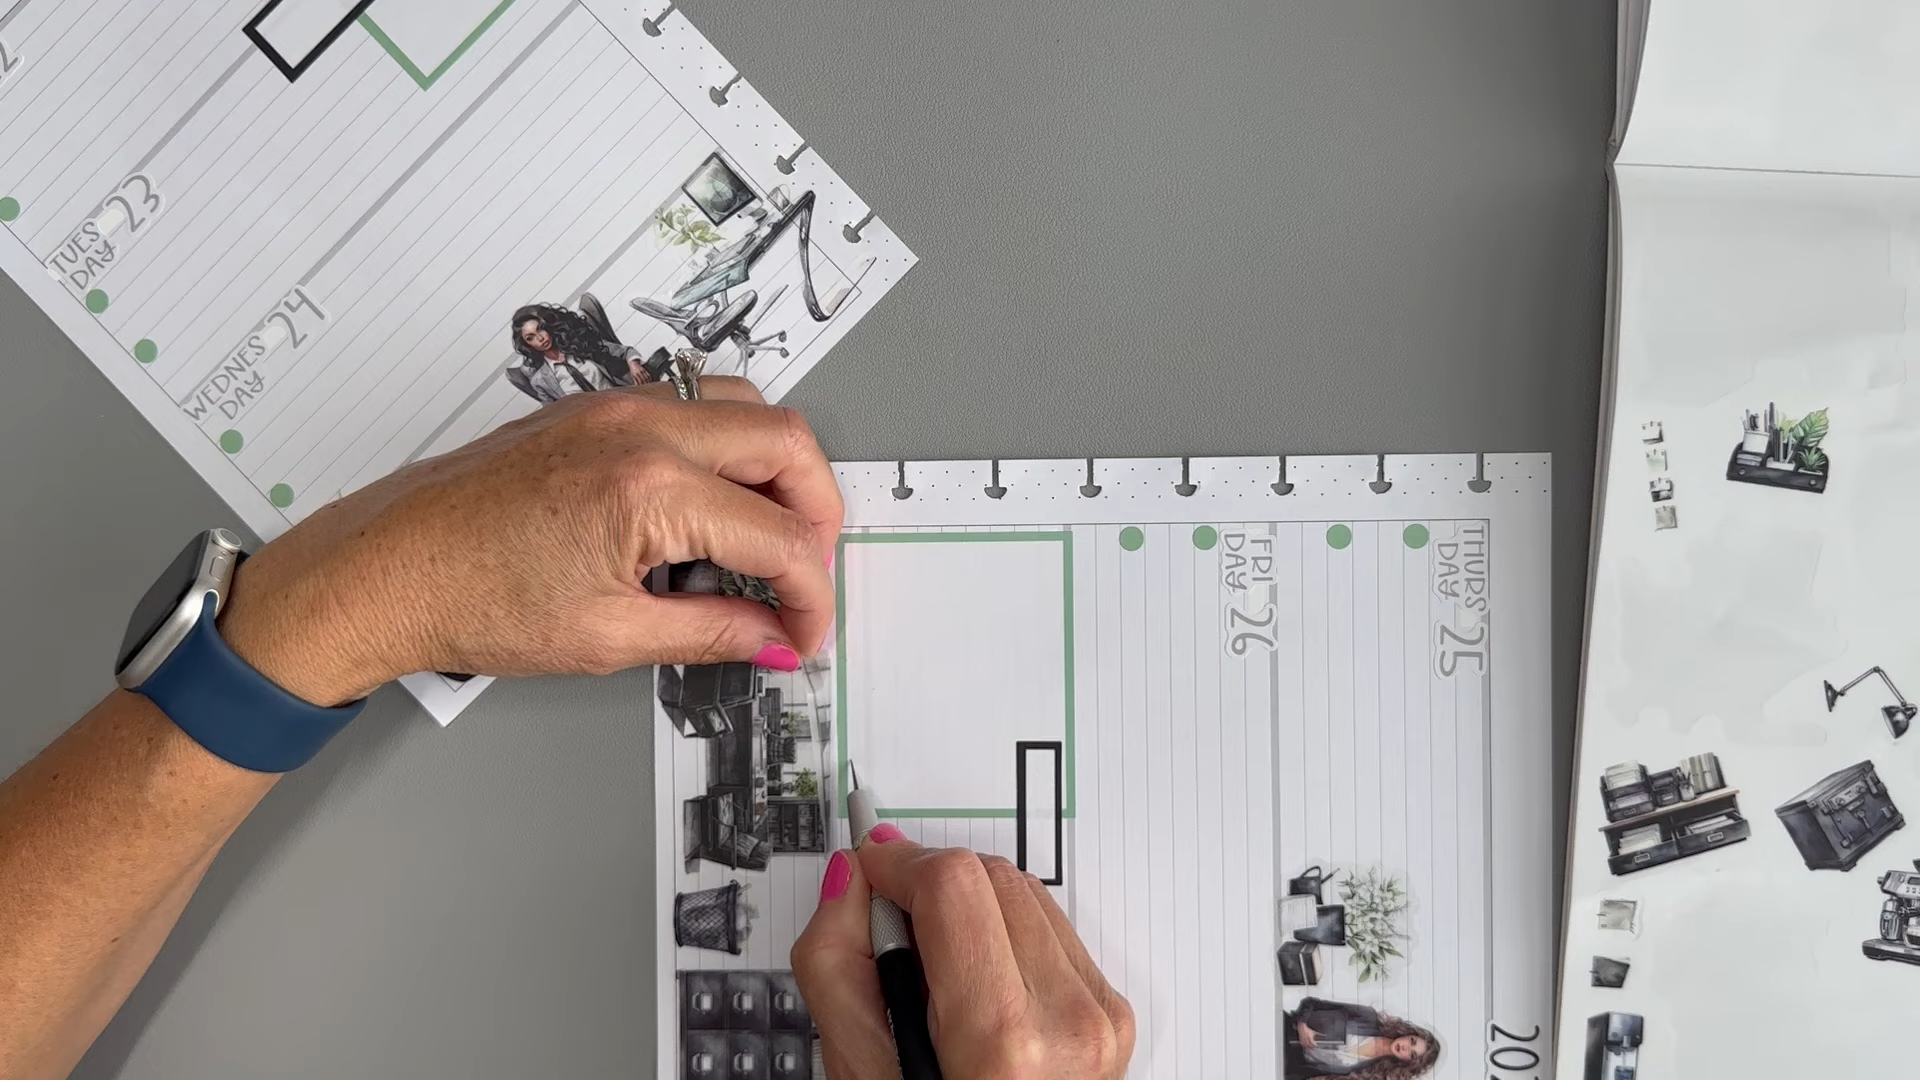 TUES
DAY 23
WEDNES
DAY 24
THURS
DAY 25
FRI
DAY 26